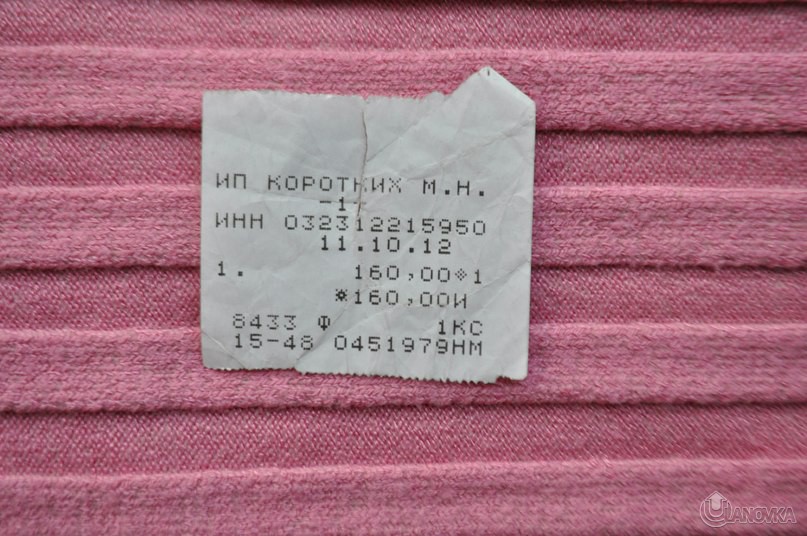 ИП КОРОТКИХ М.Н.
-1-
ИНН 032312215950
11.10.12
1. 160,00*1
*160,00И
8433 Ф 1КС
15-48 0451979НМ
ULANOVKA